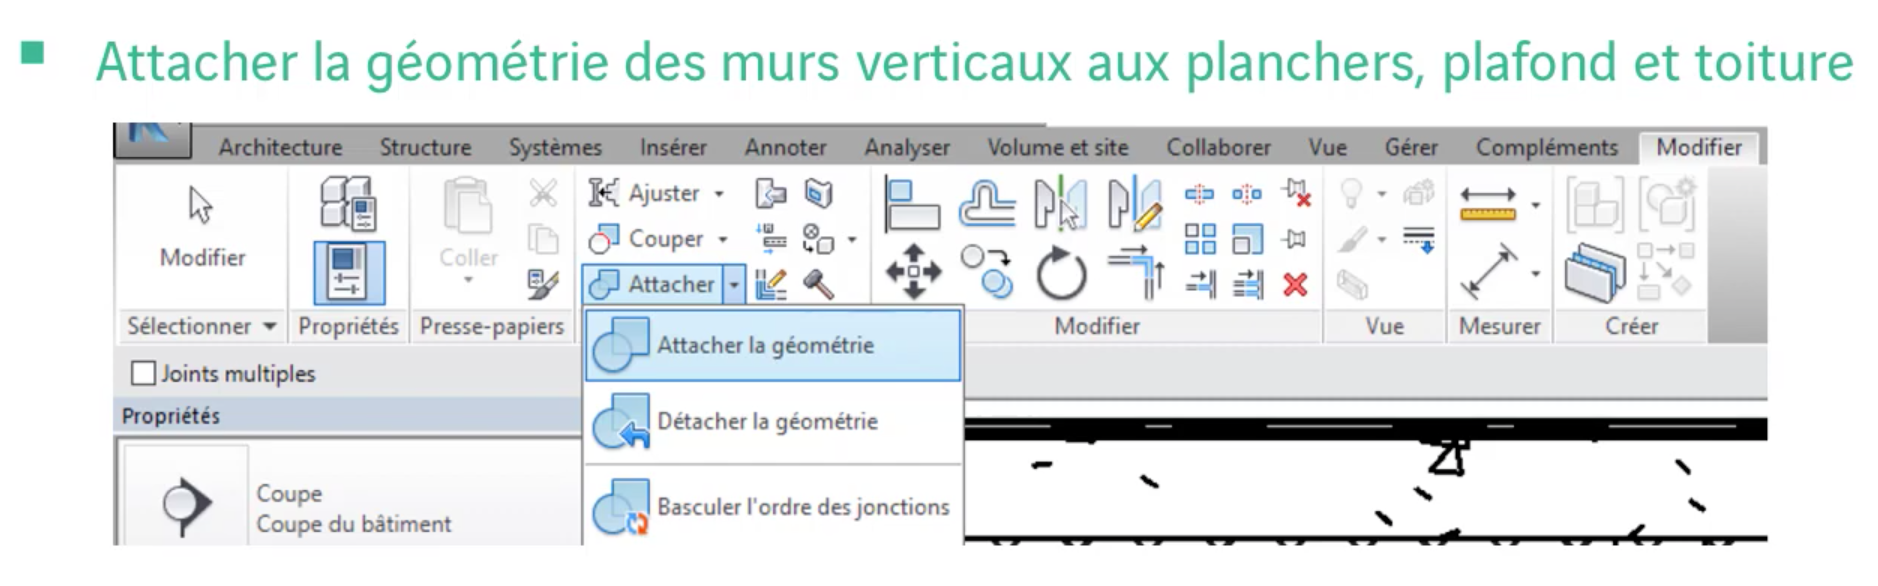 Attacher la géométrie des murs verticaux aux planchers, plafond et toiture
Architecture Structure Systèmes Insérer Annoter Analyser Volume et site Collaborer Vue Gérer Compléments Modifier
Modifier
Coller
Ajuster
Couper
Attacher
Sélectionner Propriétés Presse-papiers Modifier Vue Mesurer Créer
Attacher la géométrie
Détacher la géométrie
Basculer l'ordre des jonctions
Joints multiples
Propriétés
Coupe
Coupe du bâtiment